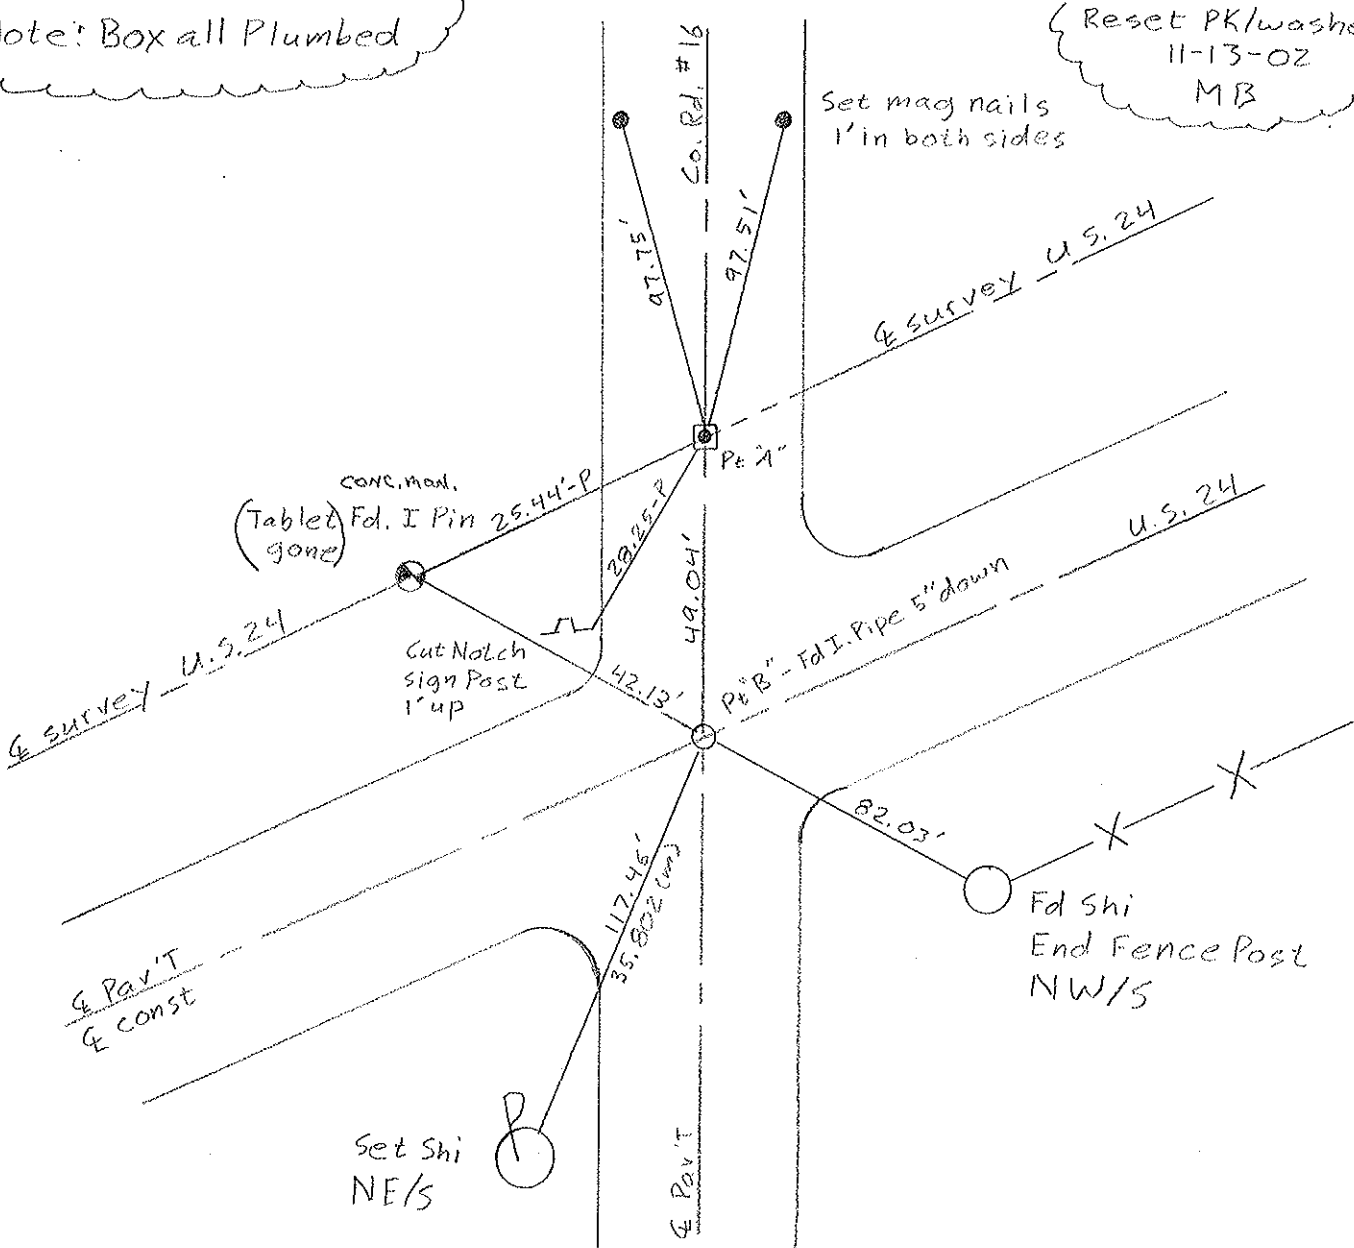 ote: Box all Plumbed
Reset PK/washe
11-13-02
MB
Co. Rd. #16
Set mag nails
1' in both sides
97.75'
97.51'
℄ survey U.S. 24
Pt "A"
conc. mon.
(Tablet) Fd. I Pin
gone
25.44'-P
28.25-P
49.04'
U.S. 24
Pt "B" - Fd I. Pipe 5" down
℄ survey U.S. 24
Cut Notch
sign Post
1' up
42.13'
82.03'
117.46'
35.802 (m)
Fd Shi
End Fence Post
NW/S
℄ Pav'T
℄ const
P
Set Shi
NE/S
℄ Pav'T